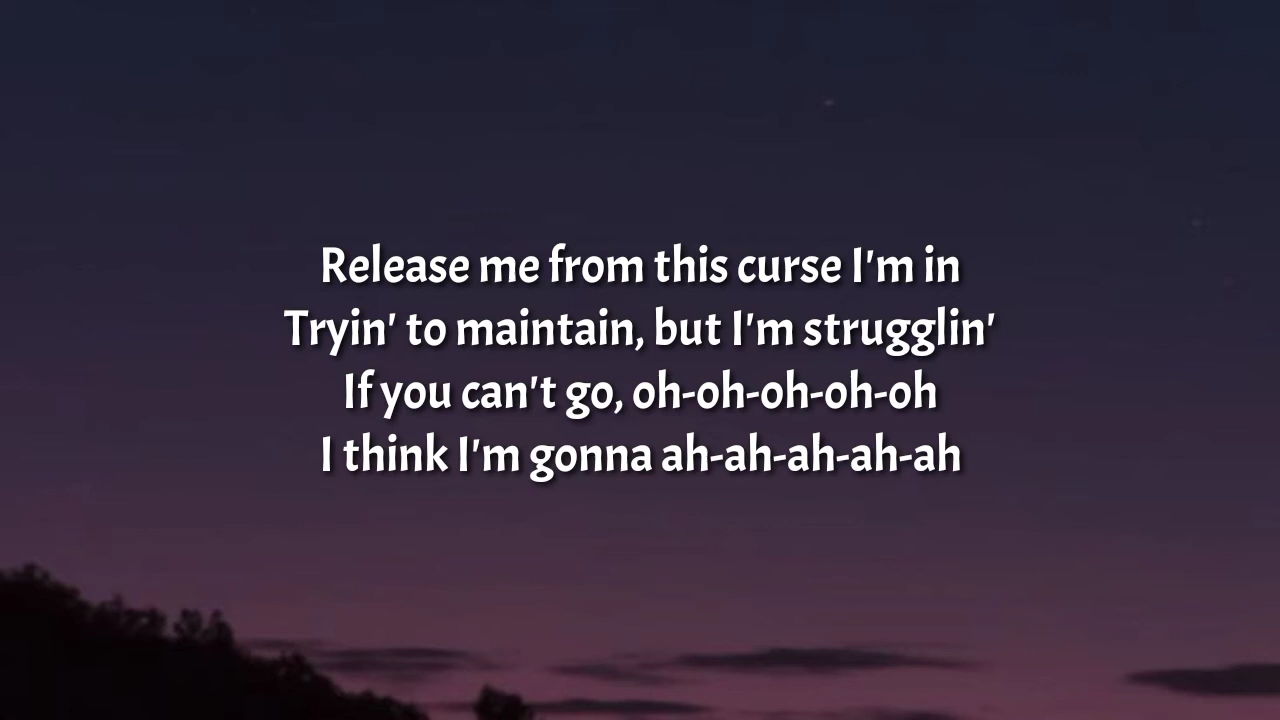 Release me from this curse I'm in
Tryin' to maintain, but I'm strugglin'
If you can't go, oh-oh-oh-oh-oh
I think I'm gonna ah-ah-ah-ah-ah